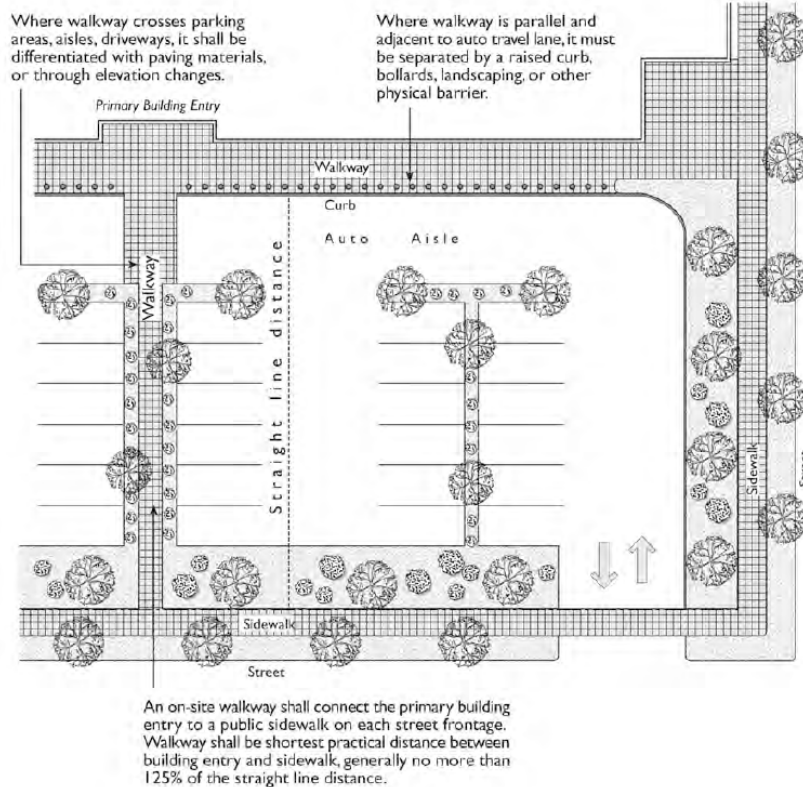 Where walkway crosses parking
areas, aisles, driveways, it shall be
differentiated with paving materials,
or through elevation changes.
Where walkway is parallel and
adjacent to auto travel lane, it must
be separated by a raised curb,
bollards, landscaping, or other
physical barrier.
Primary Building Entry
Walkway
Curb
Auto Aisle
Walkway
Straight line distance
Sidewalk
Sidewalk
Street
An on-site walkway shall connect the primary building
entry to a public sidewalk on each street frontage.
Walkway shall be shortest practical distance between
building entry and sidewalk, generally no more than
125% of the straight line distance.